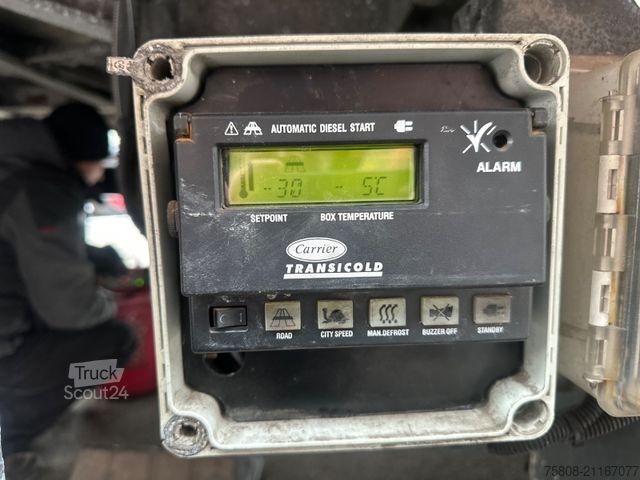 AUTOMATIC DIESEL START
ALARM
-30 - 5C
SETPOINT BOX TEMPERATURE
Carrier
TRANSICOLD
ROAD CITY SPEED MAN.DEFROST BUZZER OFF STANDBY
Truck
Scout24
75808-21167077